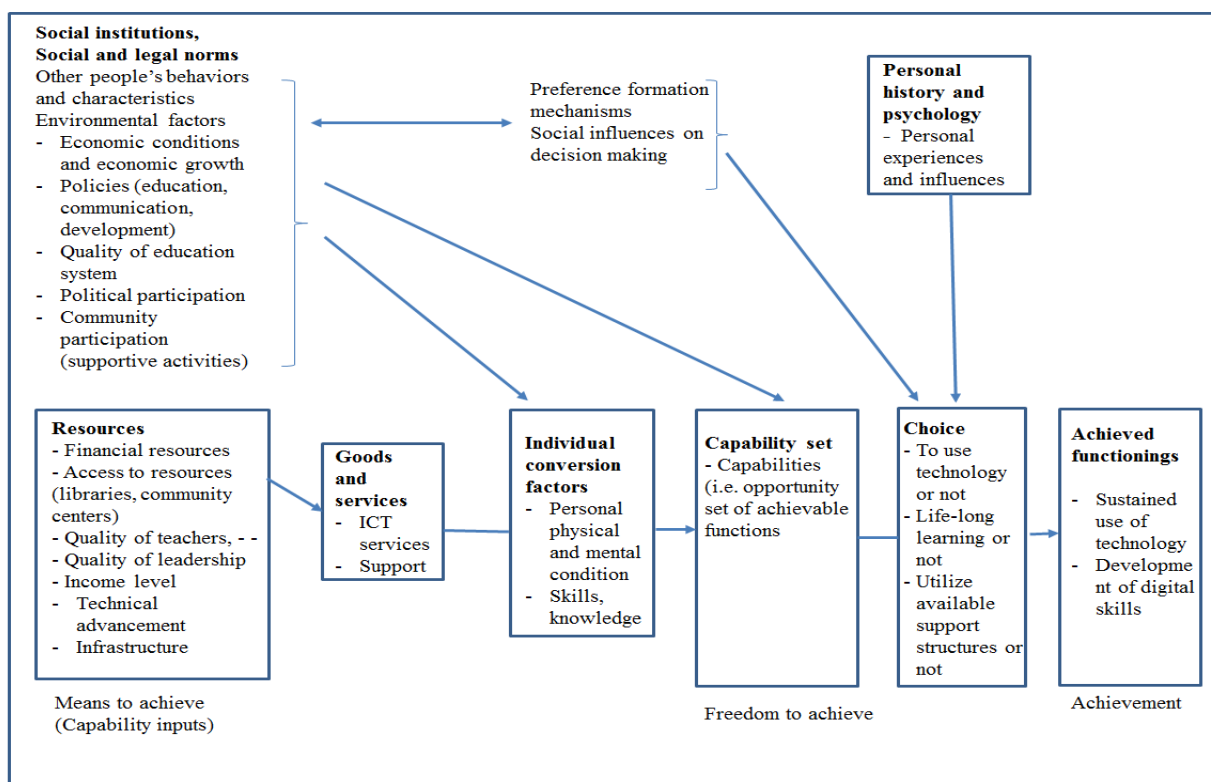 Social institutions,
Social and legal norms
Other people's behaviors
and characteristics
Environmental factors
- Economic conditions
and economic growth
- Policies (education,
communication,
development)
- Quality of education
system
- Political participation
- Community
participation
(supportive activities)
Preference formation
mechanisms
Social influences on
decision making
Personal
history and
psychology
- Personal
experiences
and influences
Resources
- Financial resources
- Access to resources
(libraries, community
centers)
- Quality of teachers, - -
- Quality of leadership
- Income level
- Technical
advancement
- Infrastructure
Goods
and
services
- ICT
services
- Support
Individual
conversion
factors
- Personal
physical
and mental
condition
- Skills,
knowledge
Capability set
- Capabilities
(i.e. opportunity
set of achievable
functions
Choice
- To use
technology
or not
- Life-long
learning or
not
- Utilize
available
support
structures or
not
Achieved
functionings
- Sustained
use of
technology
- Developmen
t of digital
skills
Means to achieve
(Capability inputs)
Freedom to achieve
Achievement